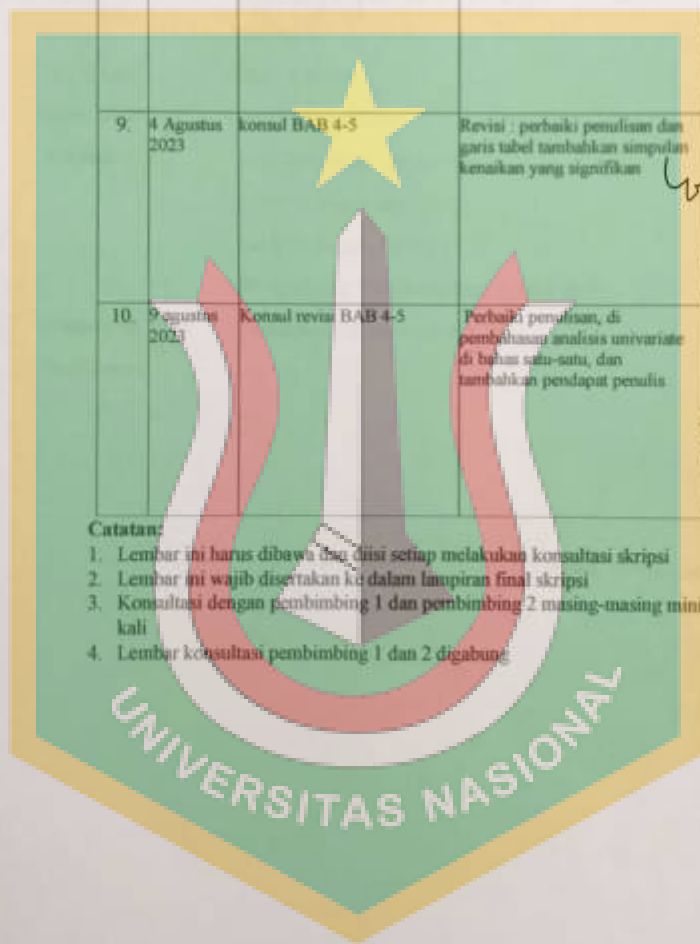 9. 4 Agustus 2023 konsul BAB 4-5 Revisi : perbaiki penulisan dan
garis tabel tambahkan simpulan
kenaikan yang signifikan
10. 9 agustus 2023 Konsul revisi BAB 4-5 Perbaiki penulisan, di
pembahasan analisis univariate
di bahas satu-satu, dan
tambahkan pendapat penulis
Catatan:
1. Lembar ini harus dibawa dan diisi setiap melakukan konsultasi skripsi
2. Lembar ini wajib disertakan ke dalam lampiran final skripsi
3. Konsultasi dengan pembimbing 1 dan pembimbing 2 masing-masing mini
kali
4. Lembar konsultasi pembimbing 1 dan 2 digabung
UNIVERSITAS NASIONAL